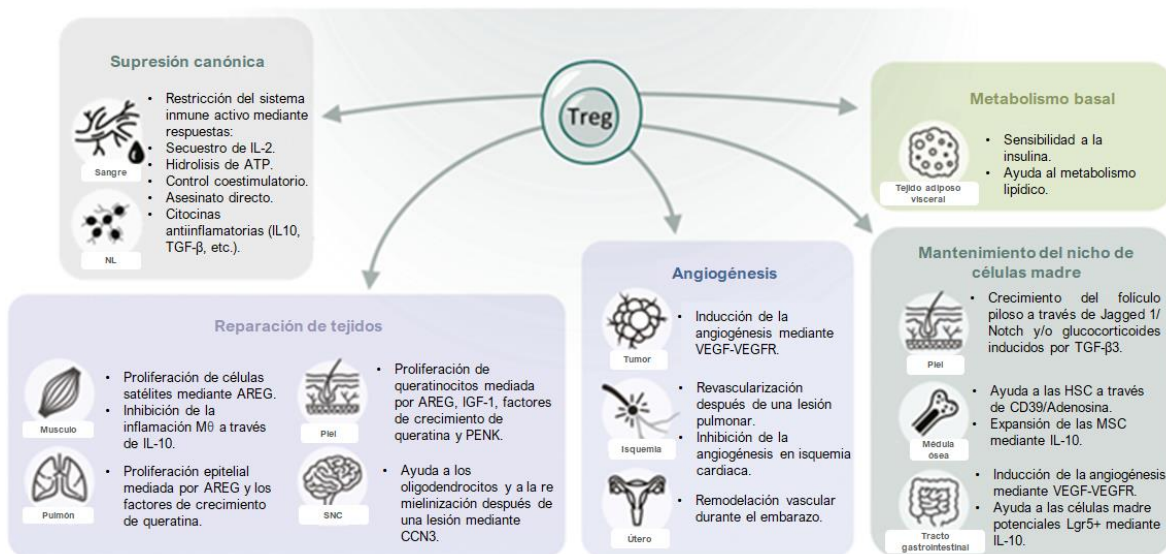 Treg
Supresión canónica
Sangre
NL
• Restricción del sistema
inmune activo mediante
respuestas:
• Secuestro de IL-2.
• Hidrolisis de ATP.
• Control coestimulatorio.
• Asesinato directo.
• Citocinas
antiinflamatorias (IL10,
TGF-β, etc.).
Metabolismo basal
Tejido adiposo
visceral
• Sensibilidad a la
insulina.
• Ayuda al metabolismo
lipídico.
Reparación de tejidos
Musculo
• Proliferación de células
satélites mediante AREG.
• Inhibición de la
inflamación Mθ a través
de IL-10.
Pulmón
• Proliferación epitelial
mediada por AREG y los
factores de crecimiento
de queratina.
Piel
• Proliferación de
queratinocitos mediada
por AREG, IGF-1, factores
de crecimiento de
queratina y PENK.
SNC
• Ayuda a los
oligodendrocitos y a la re
mielinización después de
una lesión mediante
CCN3.
Angiogénesis
Tumor
• Inducción de la
angiogénesis mediante
VEGF-VEGFR.
Isquemia
• Revascularización
después de una lesión
pulmonar.
• Inhibición de la
angiogénesis en isquemia
cardiaca.
Útero
• Remodelación vascular
durante el embarazo.
Mantenimiento del nicho de
células madre
Piel
• Crecimiento del folículo
piloso a través de Jagged 1/
Notch y/o glucocorticoides
inducidos por TGF-β3.
Médula
ósea
• Ayuda a las HSC a través
de CD39/Adenosina.
• Expansión de las MSC
mediante IL-10.
Tracto
gastrointestinal
• Inducción de la angiogénesis
mediante VEGF-VEGFR.
• Ayuda a las células madre
potenciales Lgr5+ mediante
IL-10.